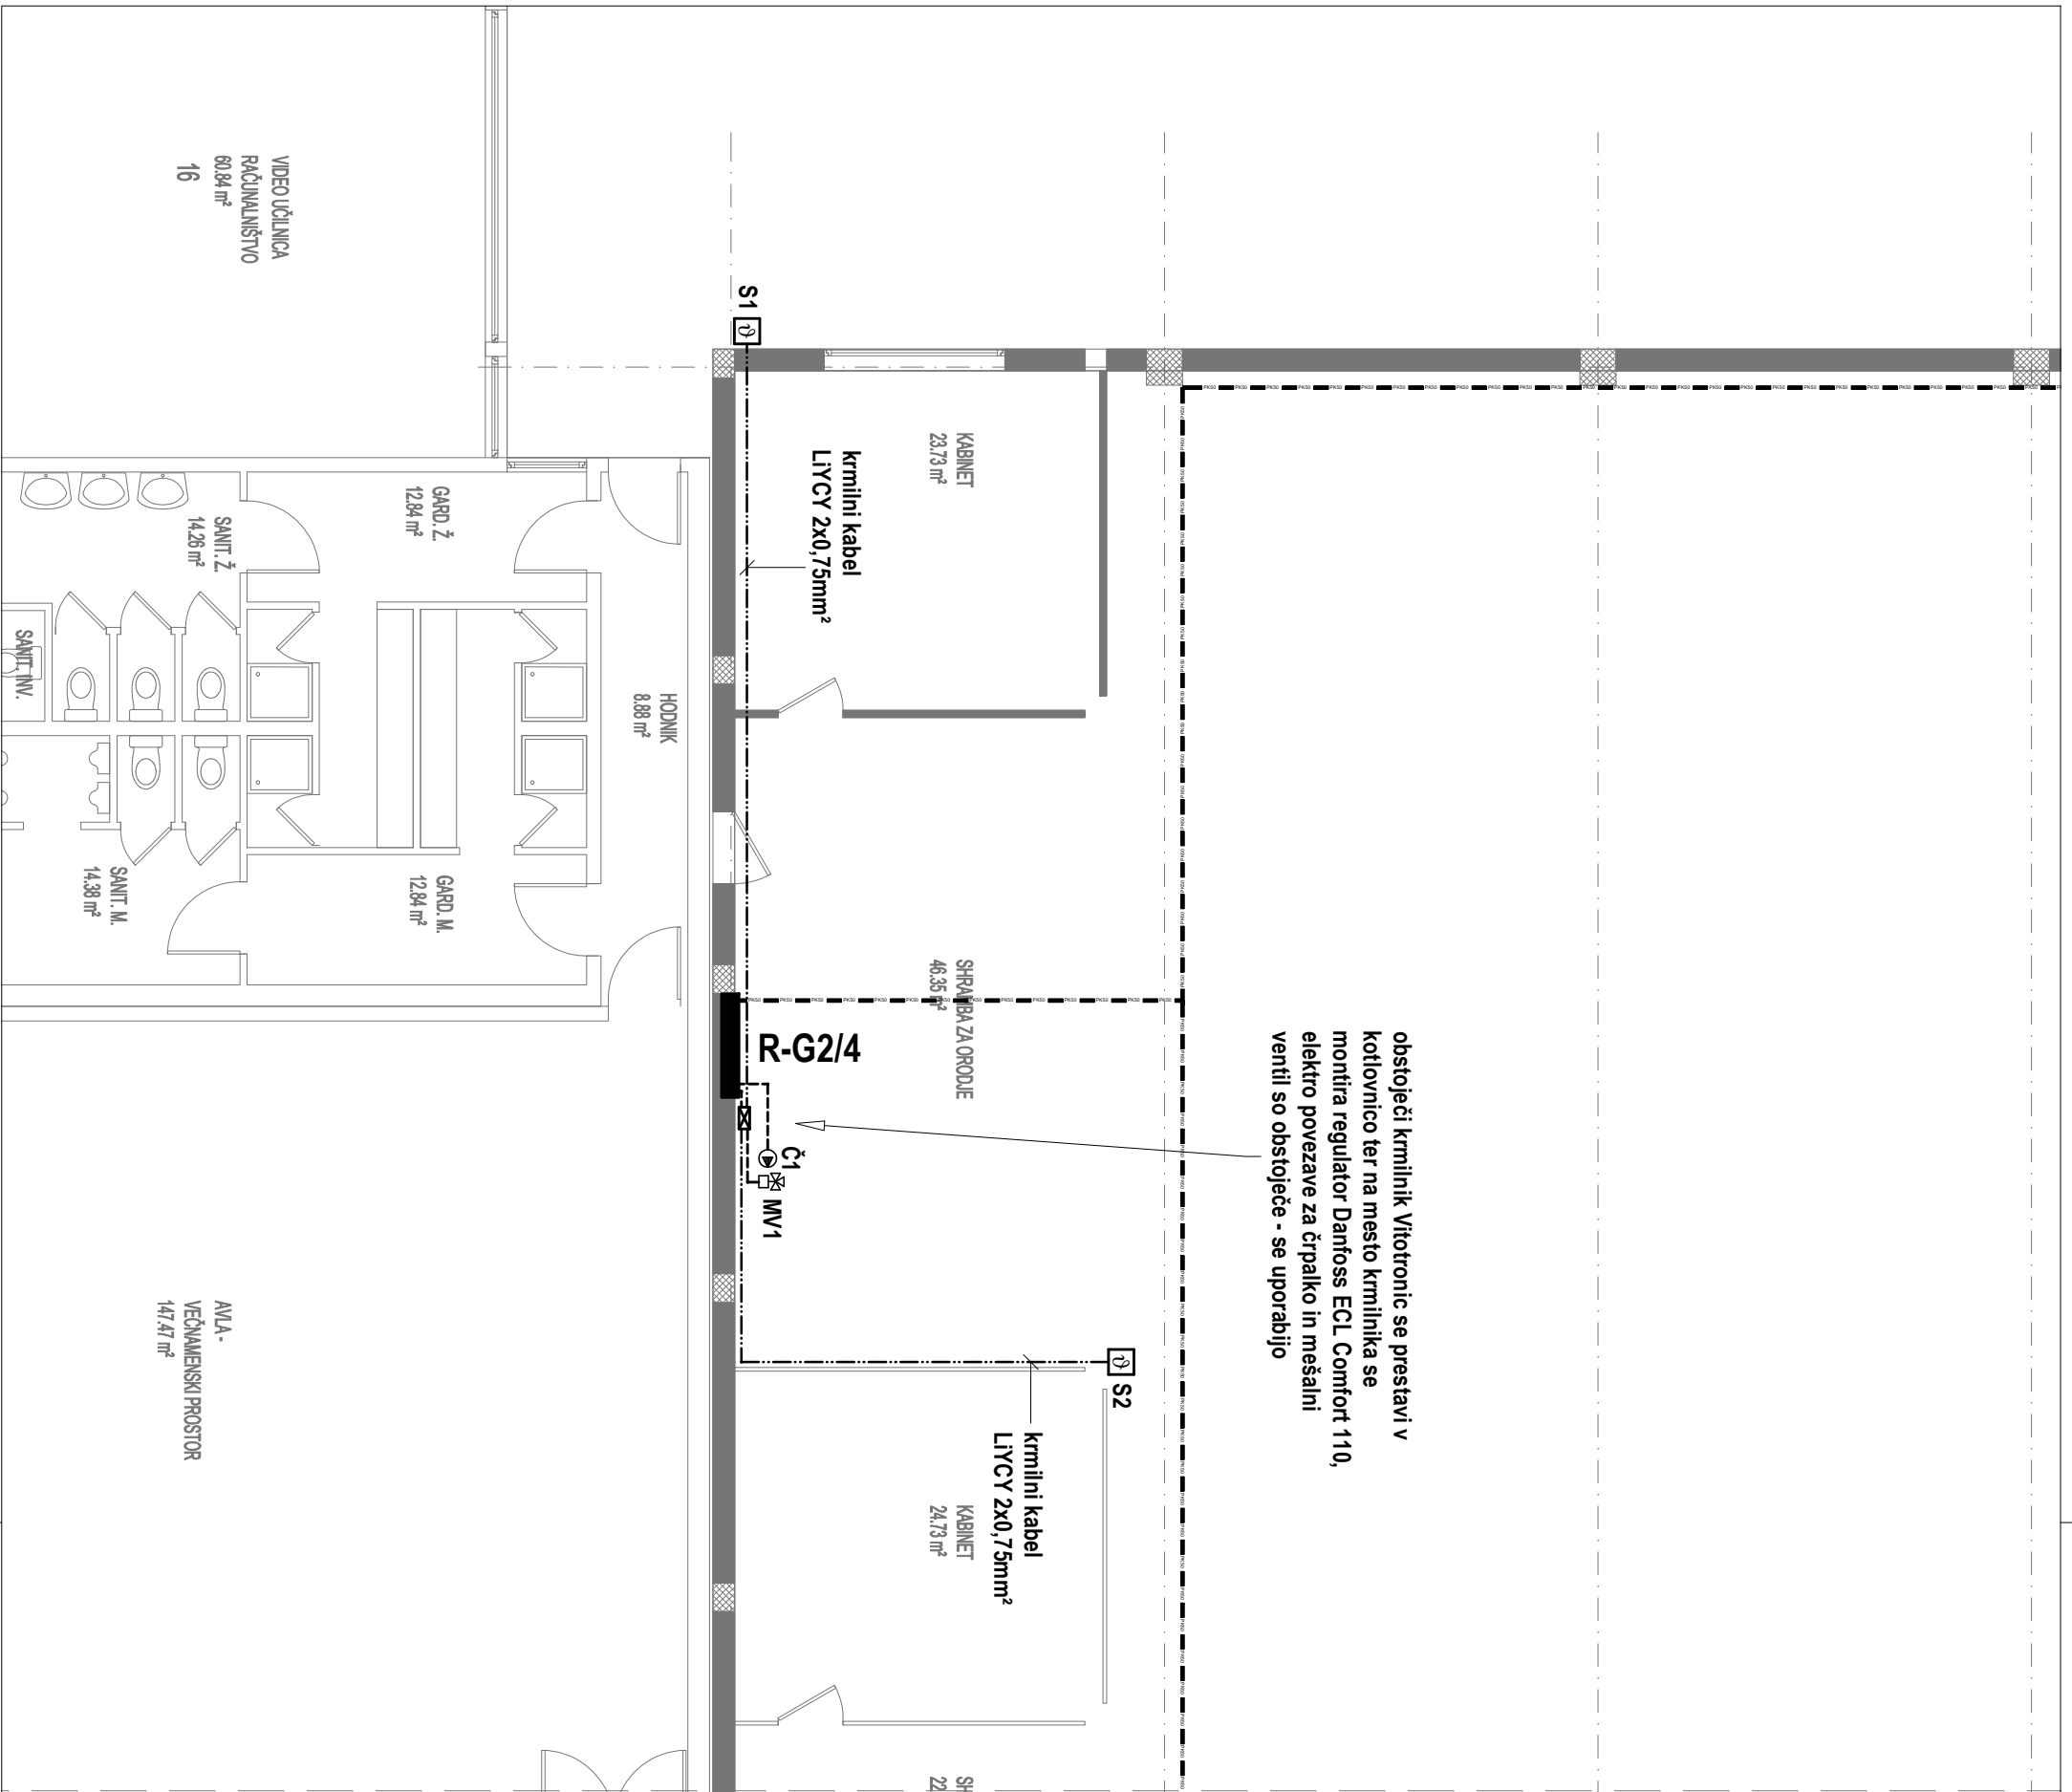 obstoječi krmilnik Vitotronic se prestavi v
kotlovnico ter na mesto krmilnika se
montira regulator Danfoss ECL Comfort 110,
elektro povezave za črpalko in mešalni
ventil so obstoječe - se uporabijo
S1
ϑ
KABINET
23.73 m²
krmilni kabel
LiYCY 2x0,75mm²
SHRAMBA ZA ORODJE
46.35 m²
R-G2/4
Č1
MV1
ϑ
S2
krmilni kabel
LiYCY 2x0,75mm²
KABINET
24.73 m²
SH
22
VIDEO UČILNICA
RAČUNALNIŠTVO
60.84 m²
16
GARD. Ž.
12.84 m²
SANIT. Ž.
14.26 m²
SANIT. INV.
HODNIK
8.88 m²
GARD. M.
12.84 m²
SANIT. M.
14.38 m²
AVLA -
VEČNAMENSKI PROSTOR
147.47 m²
PK50